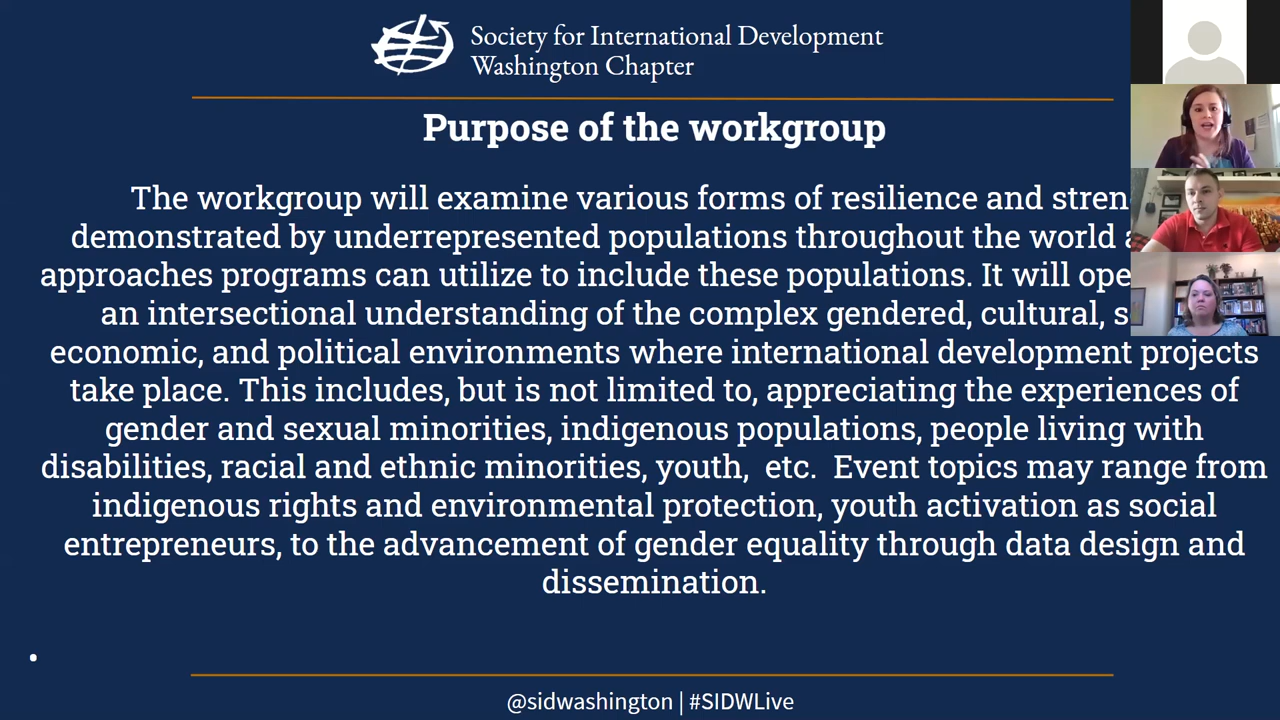 Society for International Development
Washington Chapter
Purpose of the workgroup
The workgroup will examine various forms of resilience and
demonstrated by underrepresented populations throughout the world
approaches programs can utilize to include these populations. It will
an intersectional understanding of the complex gendered, cultural,
economic, and political environments where international development projects
take place. This includes, but is not limited to, appreciating the experiences of
gender and sexual minorities, indigenous populations, people living with
disabilities, racial and ethnic minorities, youth, etc. Event topics may range from
indigenous rights and environmental protection, youth activation as social
entrepreneurs, to the advancement of gender equality through data design and
dissemination.
.
@sidwashington | #SIDWLive